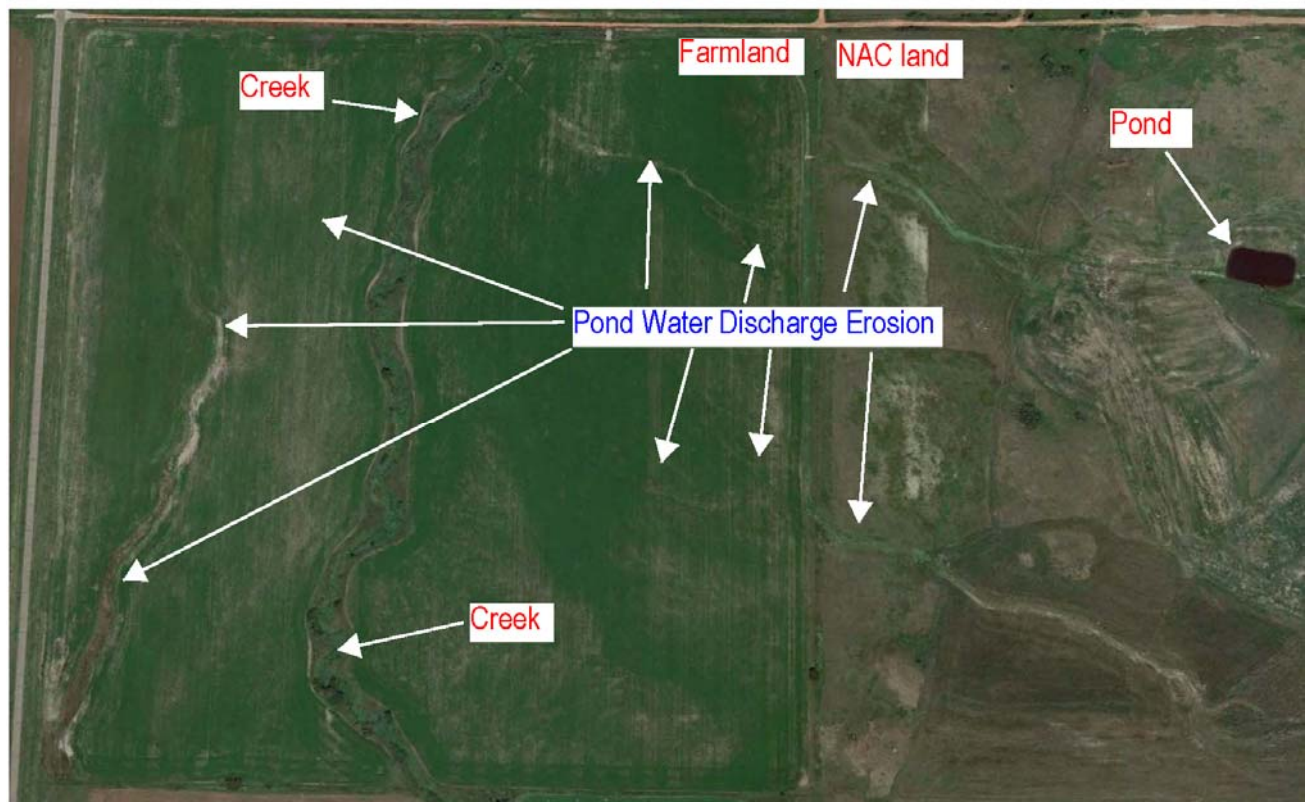 Farmland
NAC land
Creek
Pond
Pond Water Discharge Erosion
Creek